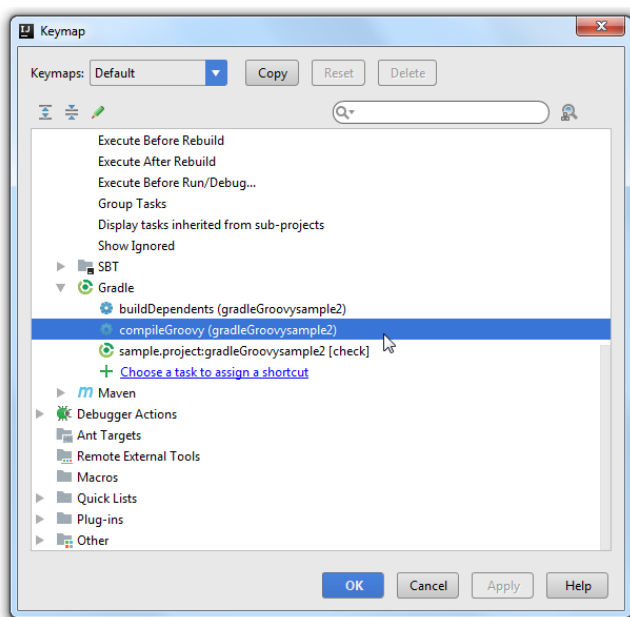 Keymap
Keymaps: Default Copy Reset Delete
Execute Before Rebuild
Execute After Rebuild
Execute Before Run/Debug...
Group Tasks
Display tasks inherited from sub-projects
Show Ignored
SBT
Gradle
buildDependents (gradleGroovysample2)
compileGroovy (gradleGroovysample2)
sample.project:gradleGroovysample2 [check]
Choose a task to assign a shortcut
Maven
Debugger Actions
Ant Targets
Remote External Tools
Macros
Quick Lists
Plug-ins
Other
OK Cancel Apply Help